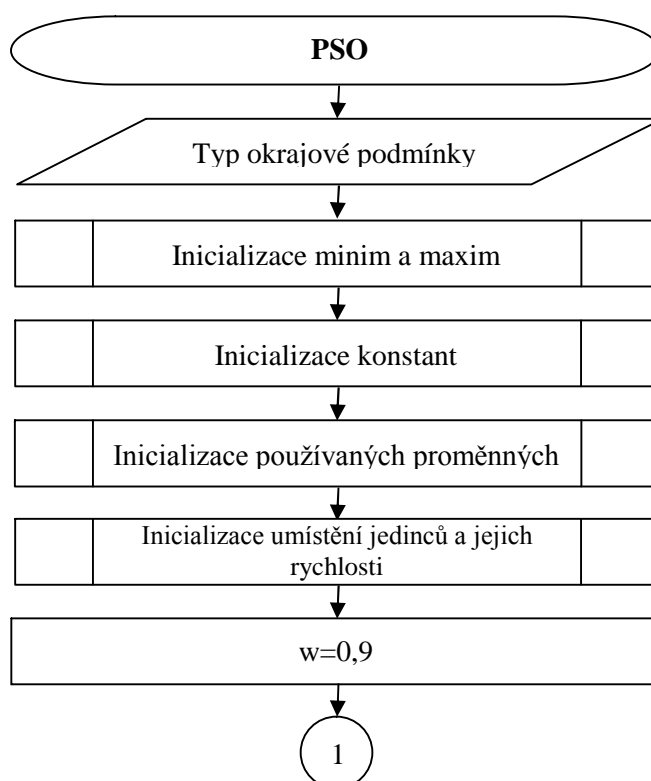 PSO
Typ okrajové podmínky
Inicializace minim a maxim
Inicializace konstant
Inicializace používaných proměnných
Inicializace umístění jedinců a jejich
rychlosti
w=0,9
1